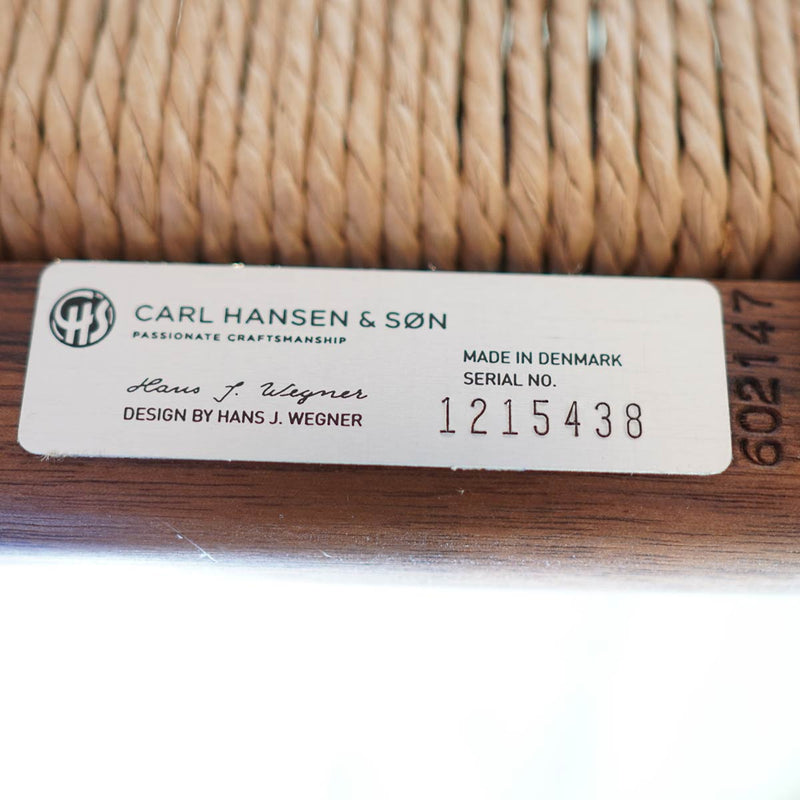 CHS
CARL HANSEN & SØN
PASSIONATE CRAFTSMANSHIP
Hans J. Wegner
DESIGN BY HANS J. WEGNER
MADE IN DENMARK
SERIAL NO.
1215438
602147